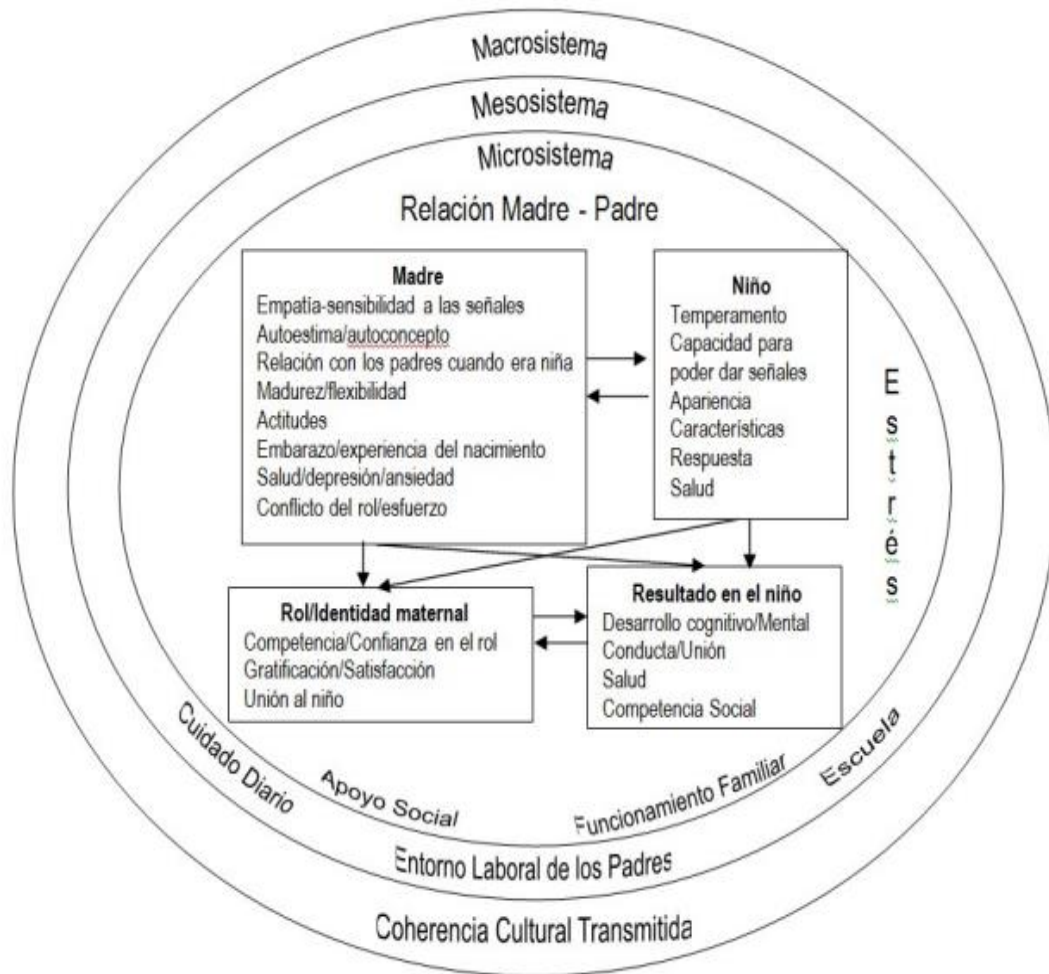 Macrosistema
Mesosistema
Microsistema
Relación Madre - Padre
Madre
Empatía-sensibilidad a las señales
Autoestima/autoconcepto
Relación con los padres cuando era niña
Madurez/flexibilidad
Actitudes
Embarazo/experiencia del nacimiento
Salud/depresión/ansiedad
Conflicto del rol/esfuerzo
Niño
Temperamento
Capacidad para
poder dar señales
Apariencia
Características
Respuesta
Salud
Estrés
Rol/Identidad maternal
Competencia/Confianza en el rol
Gratificación/Satisfacción
Unión al niño
Resultado en el niño
Desarrollo cognitivo/Mental
Conducta/Unión
Salud
Competencia Social
Cuidado Diario
Apoyo Social
Funcionamiento Familiar
Escuela
Entorno Laboral de los Padres
Coherencia Cultural Transmitida